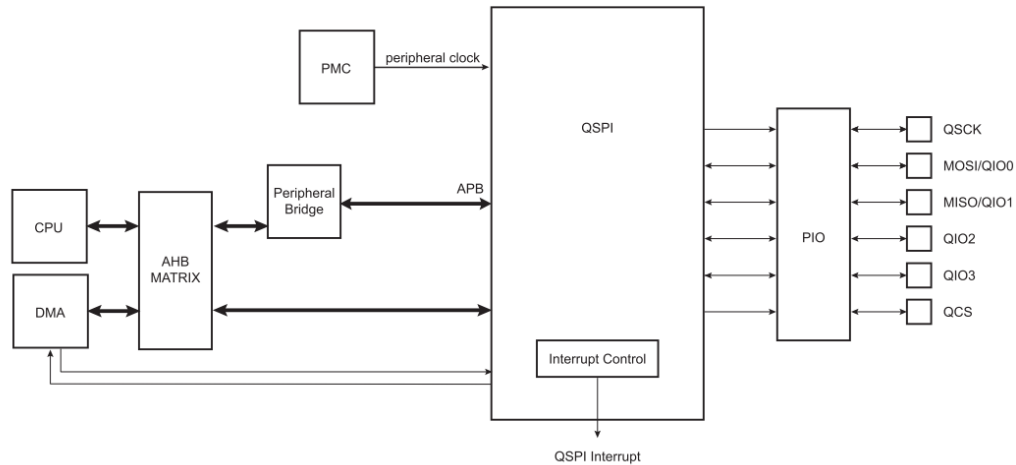 PMC
peripheral clock
QSPI
QSCK
MOSI/QIO0
Peripheral
Bridge
APB
MISO/QIO1
CPU
AHB
MATRIX
PIO
QIO2
QIO3
DMA
QCS
Interrupt Control
QSPI Interrupt